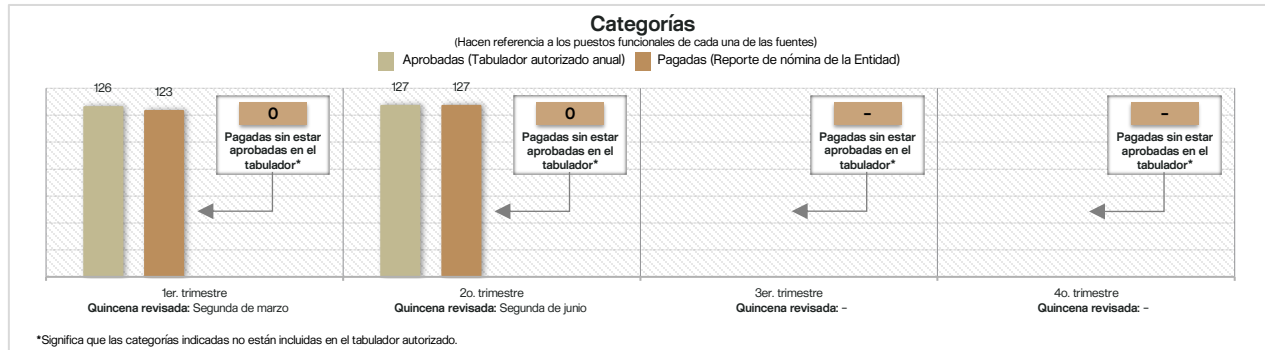 Categorías
(Hacen referencia a los puestos funcionales de cada una de las fuentes)
Aprobadas (Tabulador autorizado anual) Pagadas (Reporte de nómina de la Entidad)
126
123
0
Pagadas sin estar
aprobadas en el
tabulador*
127
127
0
Pagadas sin estar
aprobadas en el
tabulador*
-
Pagadas sin estar
aprobadas en el
tabulador*
-
Pagadas sin estar
aprobadas en el
tabulador*
1er. trimestre
Quincena revisada: Segunda de marzo
2o. trimestre
Quincena revisada: Segunda de junio
3er. trimestre
Quincena revisada: -
4o. trimestre
Quincena revisada: -
*Significa que las categorías indicadas no están incluidas en el tabulador autorizado.